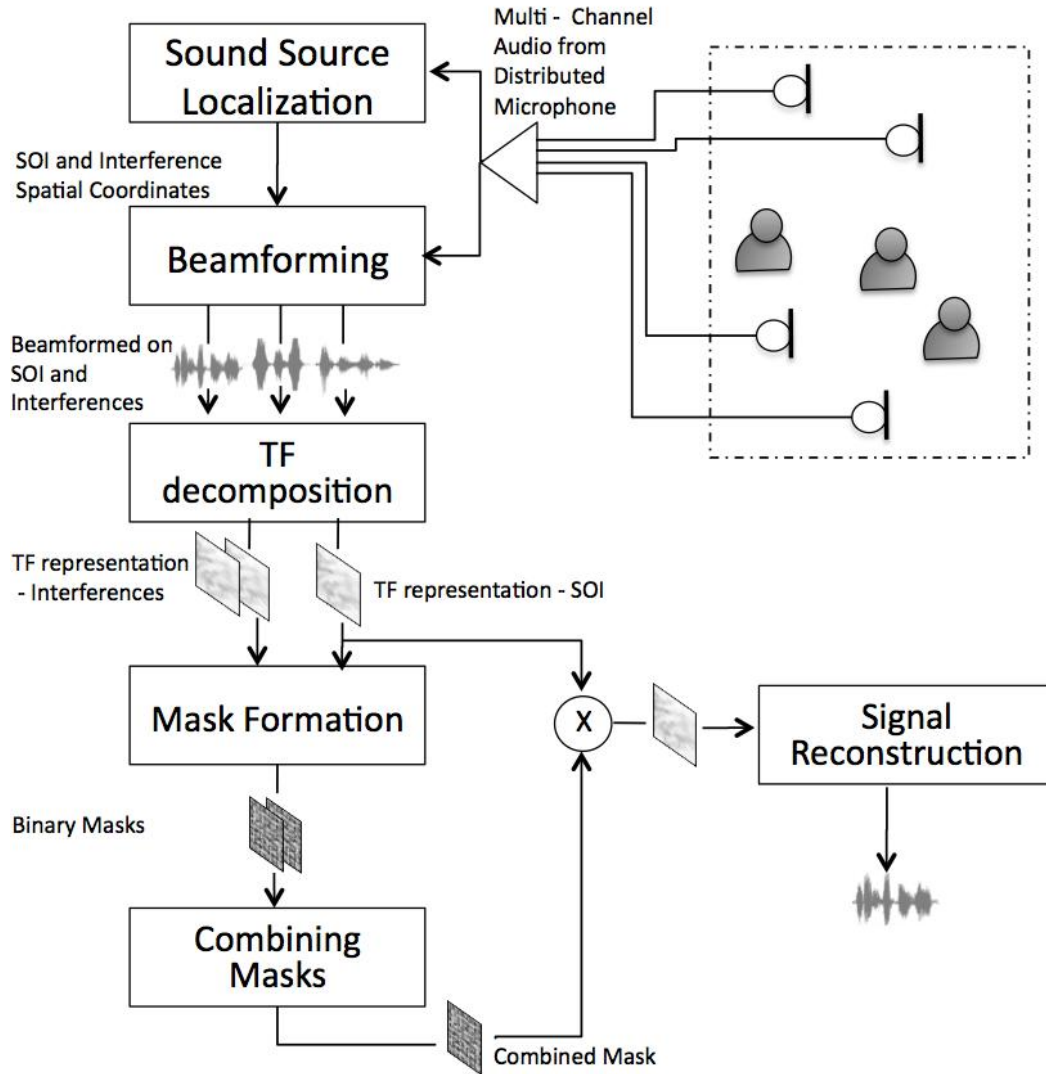 Multi - Channel
Audio from
Distributed
Microphone
Sound Source
Localization
SOI and Interference
Spatial Coordinates
Beamforming
Beamformed on
SOI and
Interferences
TF
decomposition
TF representation
- Interferences
TF representation - SOI
Mask Formation
X
Signal
Reconstruction
Binary Masks
Combining
Masks
Combined Mask